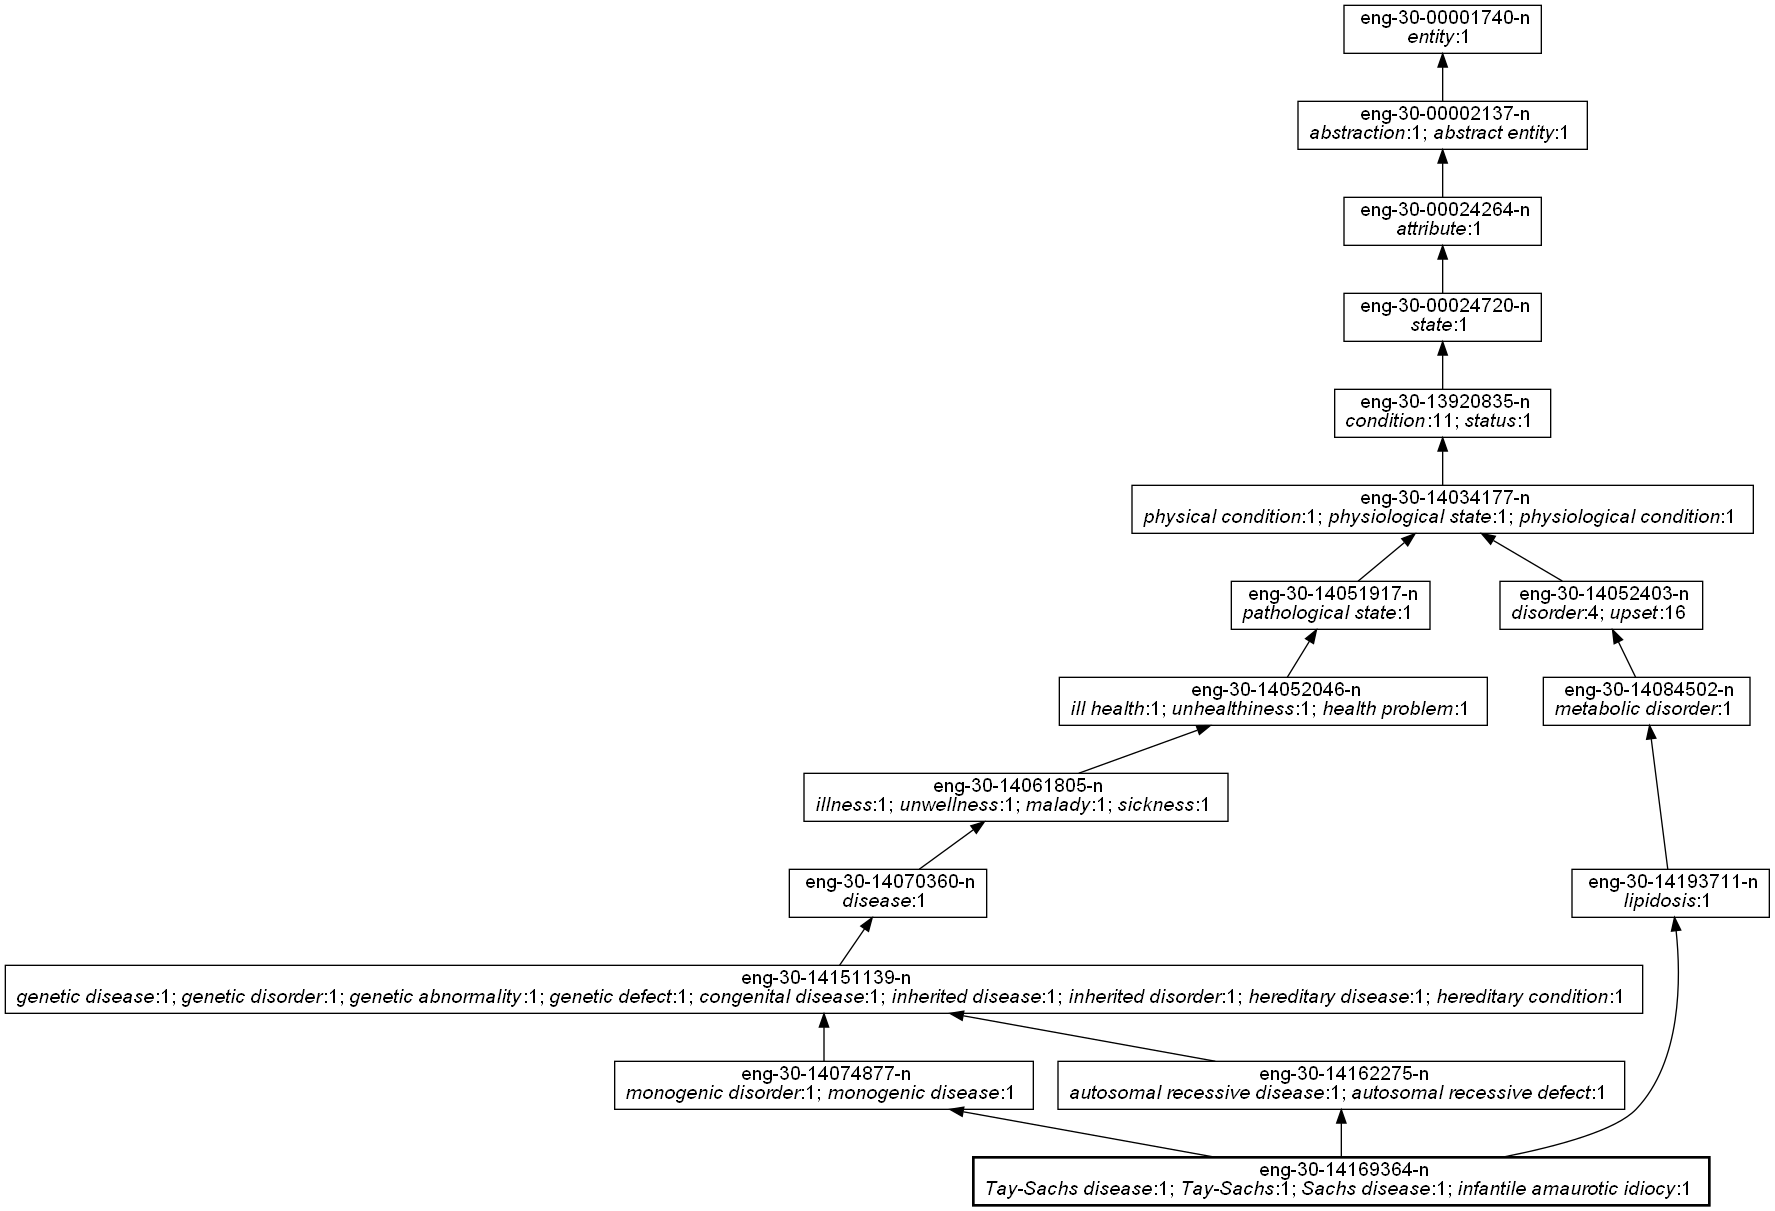 eng-30-00001740-n
entity:1
eng-30-00002137-n
abstraction:1; abstract entity:1
eng-30-00024264-n
attribute:1
eng-30-00024720-n
state:1
eng-30-13920835-n
condition:11; status:1
eng-30-14034177-n
physical condition:1; physiological state:1; physiological condition:1
eng-30-14051917-n
pathological state:1
eng-30-14052403-n
disorder:4; upset:16
eng-30-14052046-n
ill health:1; unhealthiness:1; health problem:1
eng-30-14084502-n
metabolic disorder:1
eng-30-14061805-n
illness:1; unwellness:1; malady:1; sickness:1
eng-30-14070360-n
disease:1
eng-30-14193711-n
lipidosis:1
eng-30-14151139-n
genetic disease:1; genetic disorder:1; genetic abnormality:1; genetic defect:1; congenital disease:1; inherited disease:1; inherited disorder:1; hereditary disease:1; hereditary condition:1
eng-30-14074877-n
monogenic disorder:1; monogenic disease:1
eng-30-14162275-n
autosomal recessive disease:1; autosomal recessive defect:1
eng-30-14169364-n
Tay-Sachs disease:1; Tay-Sachs:1; Sachs disease:1; infantile amaurotic idiocy:1